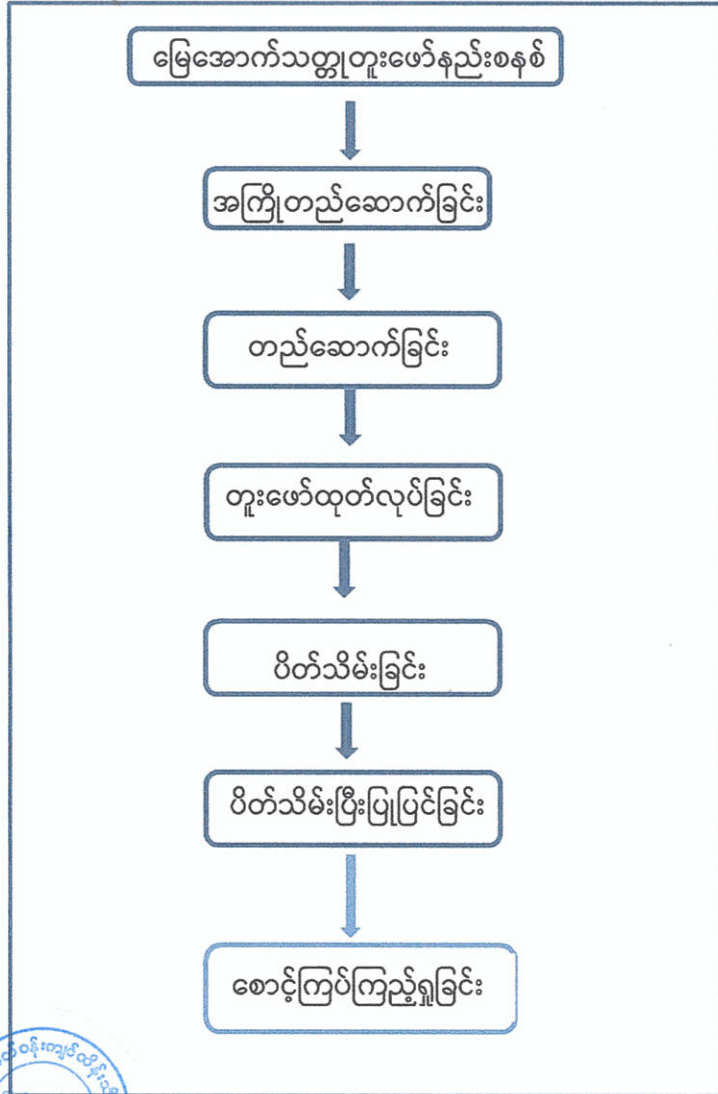 မြေအောက်သတ္တုတူးဖော်နည်းစနစ်
အကြိုတည်ဆောက်ခြင်း
တည်ဆောက်ခြင်း
တူးဖော်ထုတ်လုပ်ခြင်း
ပိတ်သိမ်းခြင်း
ပိတ်သိမ်းပြီးပြုပြင်ခြင်း
စောင့်ကြပ်ကြည့်ရှုခြင်း